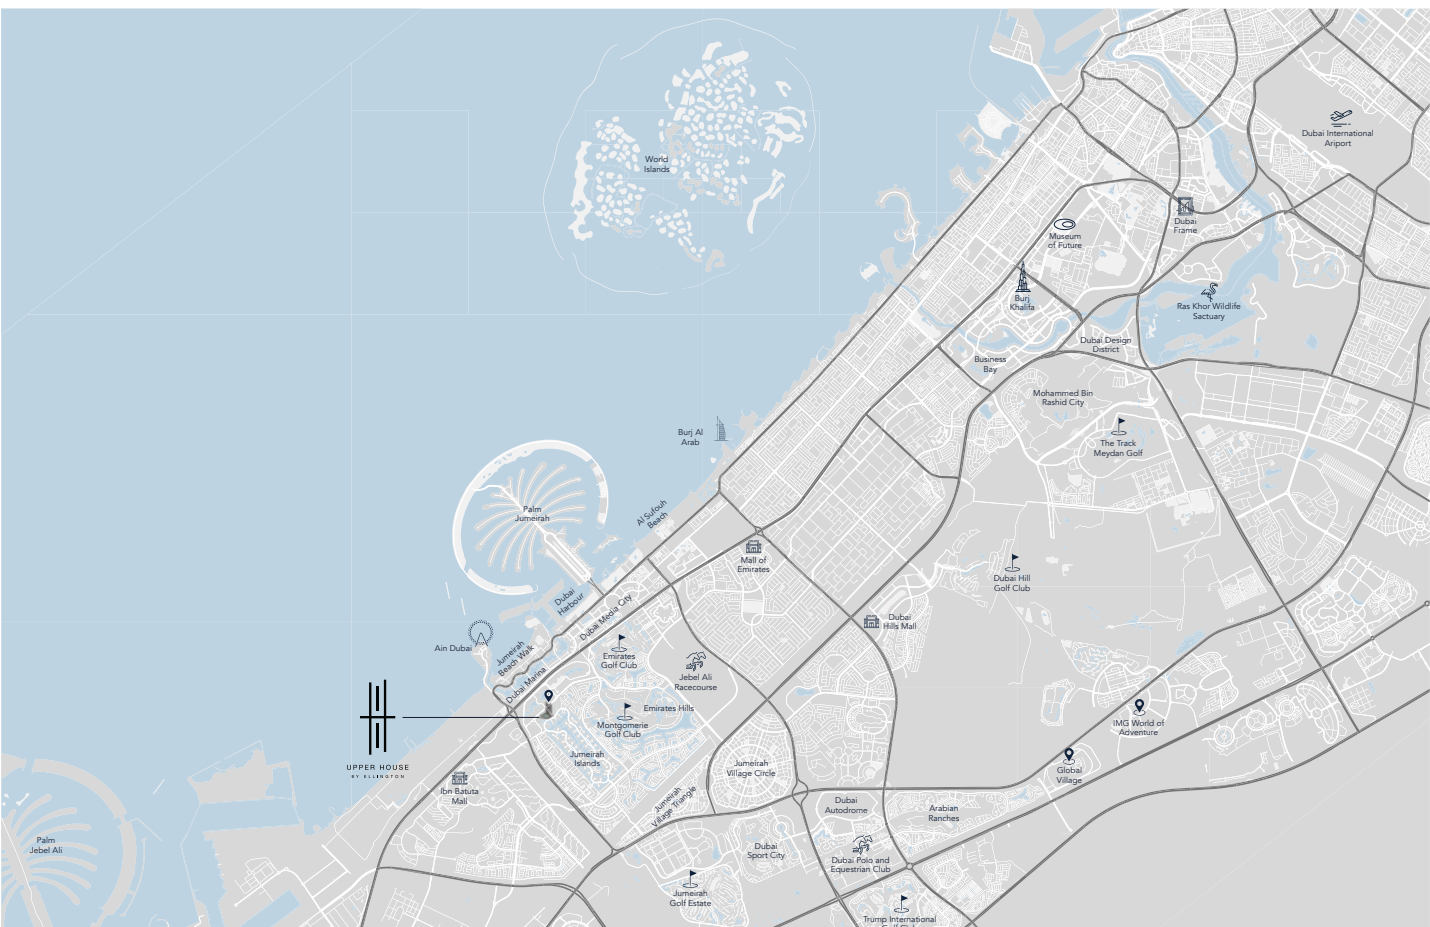 Dubai International
Ariport
World
Islands
Dubai
Frame
Museum
of Future
Burj
Khalifa
Ras Khor Wildlife
Sactuary
Dubai Design
District
Business
Bay
Mohammed Bin
Rashid City
The Track
Meydan Golf
Burj Al
Arab
Palm
Jumeirah
Al Sufouh
Beach
Mall of
Emirates
Dubai Hill
Golf Club
Dubai
Harbour
Dubai Media City
Dubai
Hills Mall
Ain Dubai
Jumeirah
Beach Walk
Emirates
Golf Club
Jebel Ali
Racecourse
Dubai Marina
Emirates Hills
Montgomerie
Golf Club
IMG World of
Adventure
UPPER HOUSE
BY ELLINGTON
Jumeirah
Islands
Jumeirah
Village Circle
Global
Village
Ibn Batuta
Mall
Jumeirah
Village Triangle
Dubai
Autodrome
Arabian
Ranches
Palm
Jebel Ali
Dubai
Sport City
Dubai Polo and
Equestrian Club
Jumeirah
Golf Estate
Trump International
Golf Club